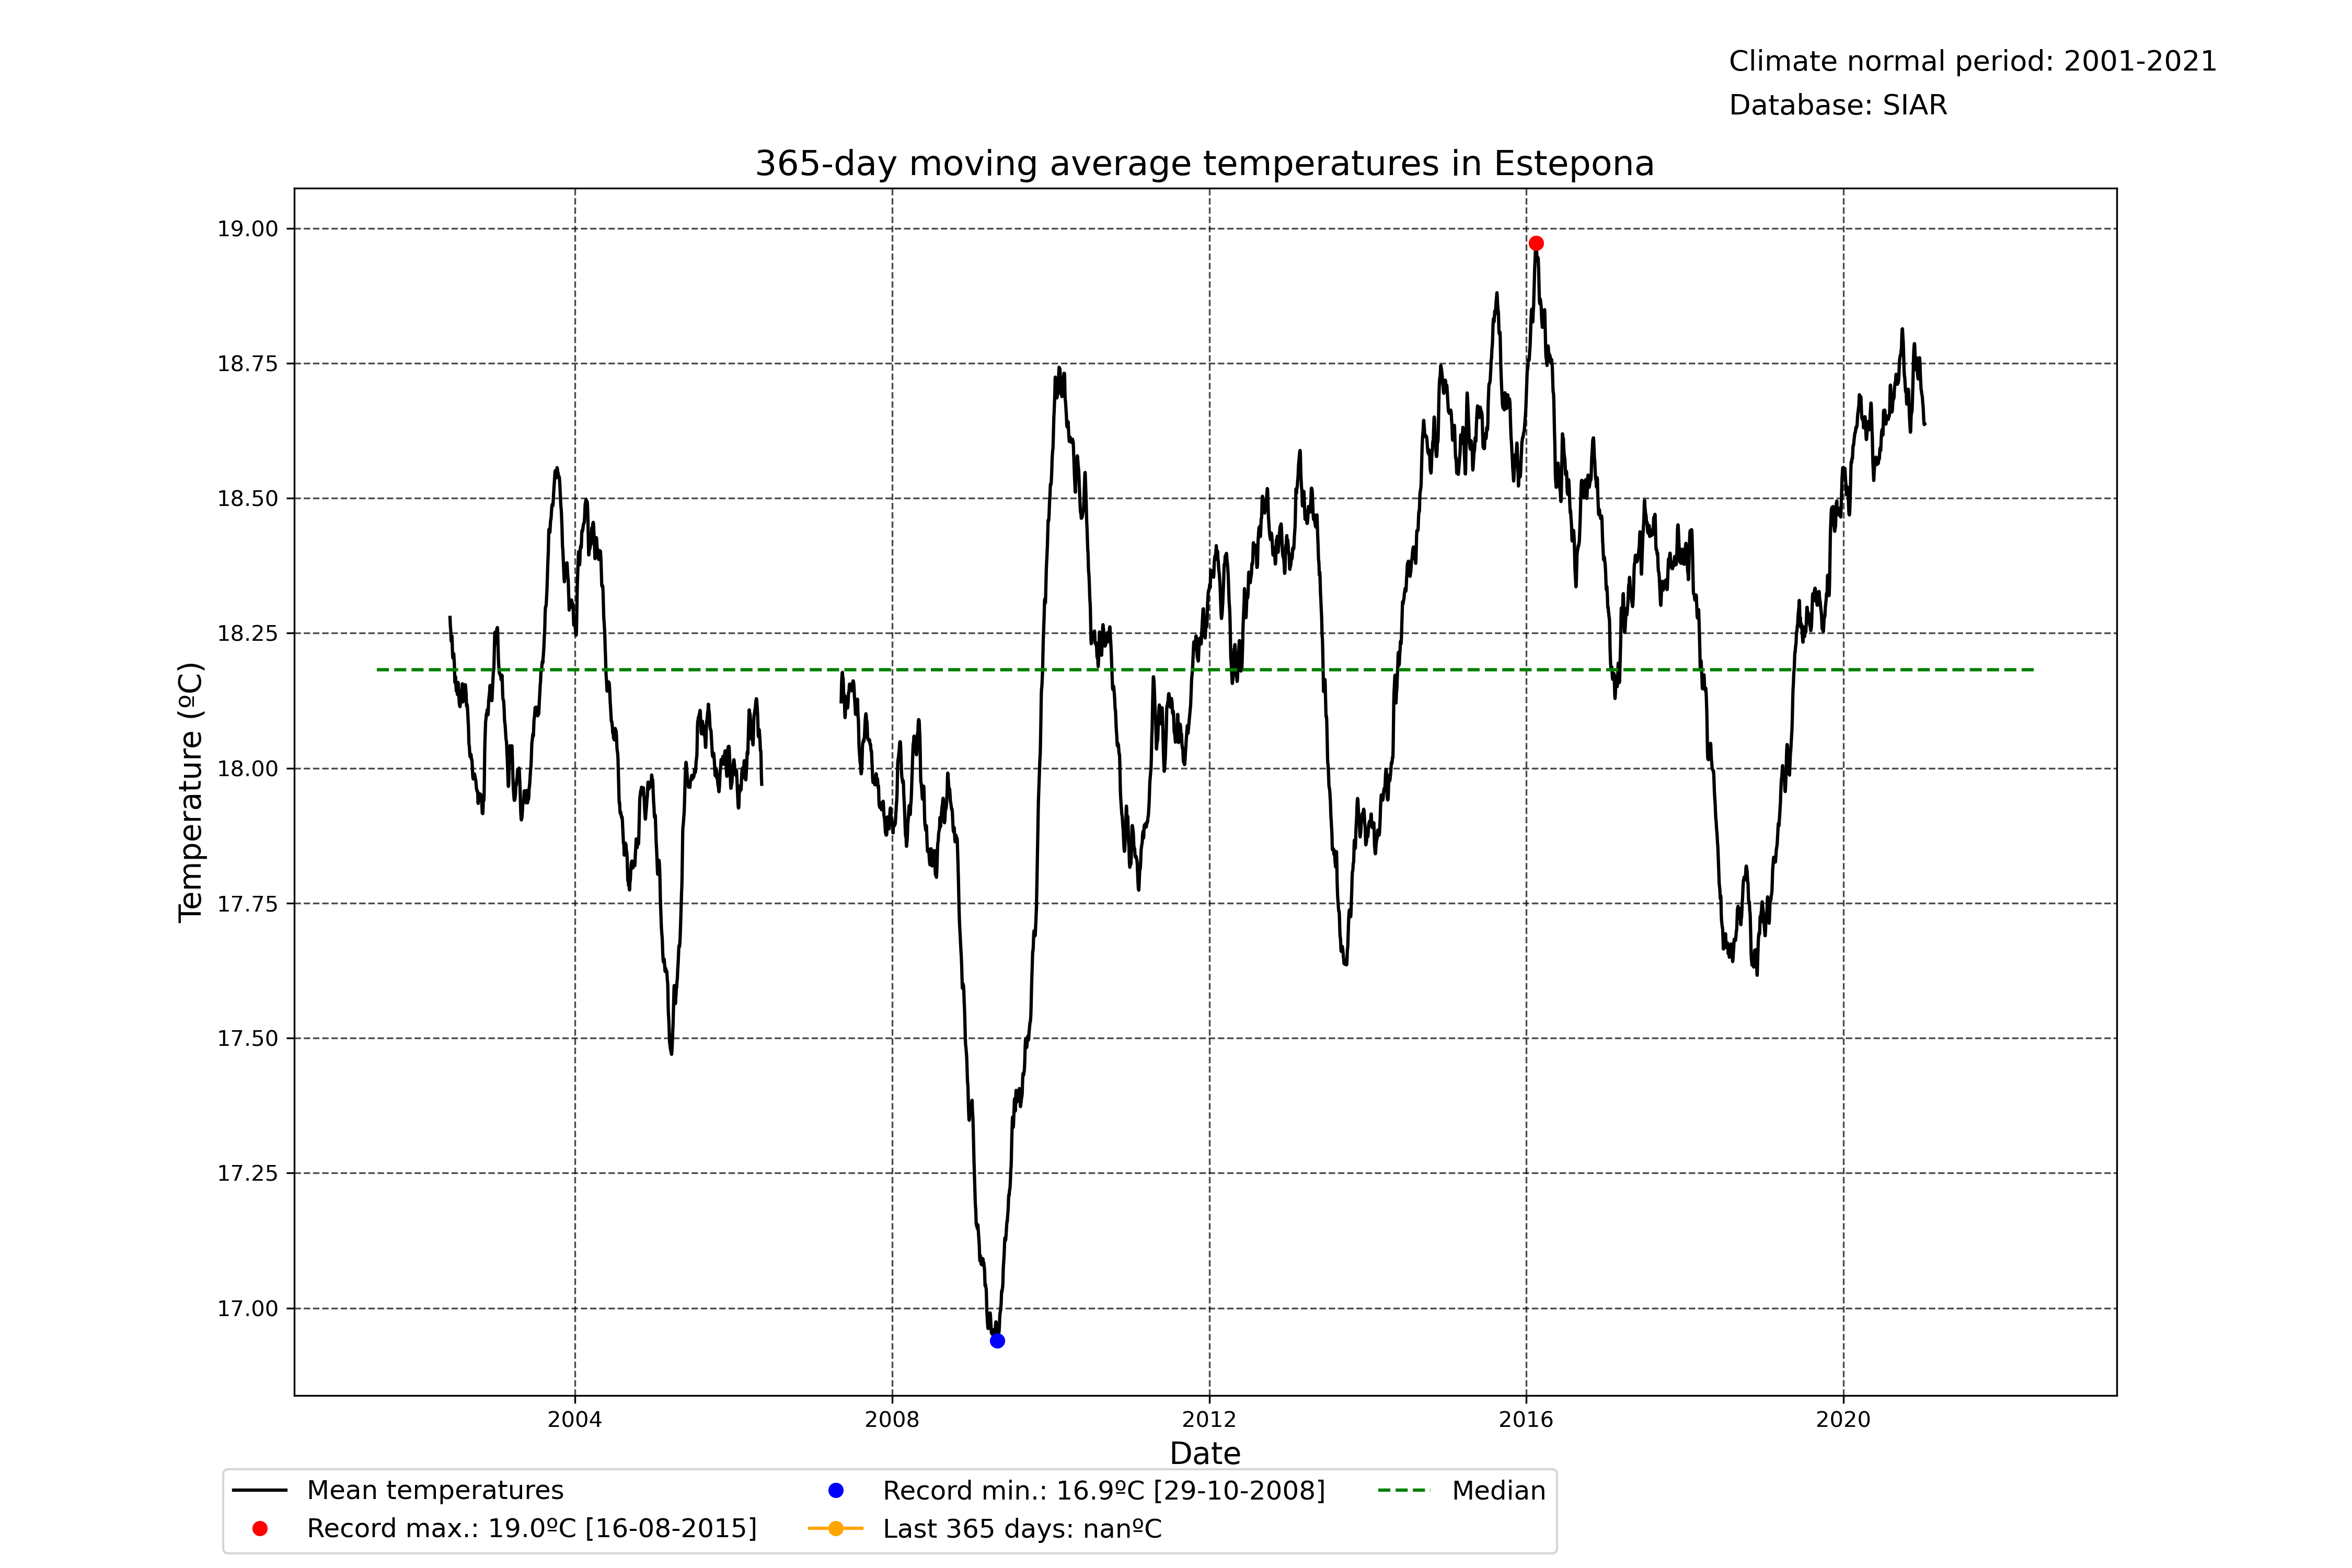 Climate normal period: 2001-2021
Database: SIAR
365-day moving average temperatures in Estepona
19.00
18.75
18.50
18.25
18.00
17.75
17.50
17.25
17.00
Temperature (ºC)
2004 2008 2012 2016 2020
Date
Mean temperatures
Record max.: 19.0ºC [16-08-2015]
Record min.: 16.9ºC [29-10-2008]
Last 365 days: nanºC
Median